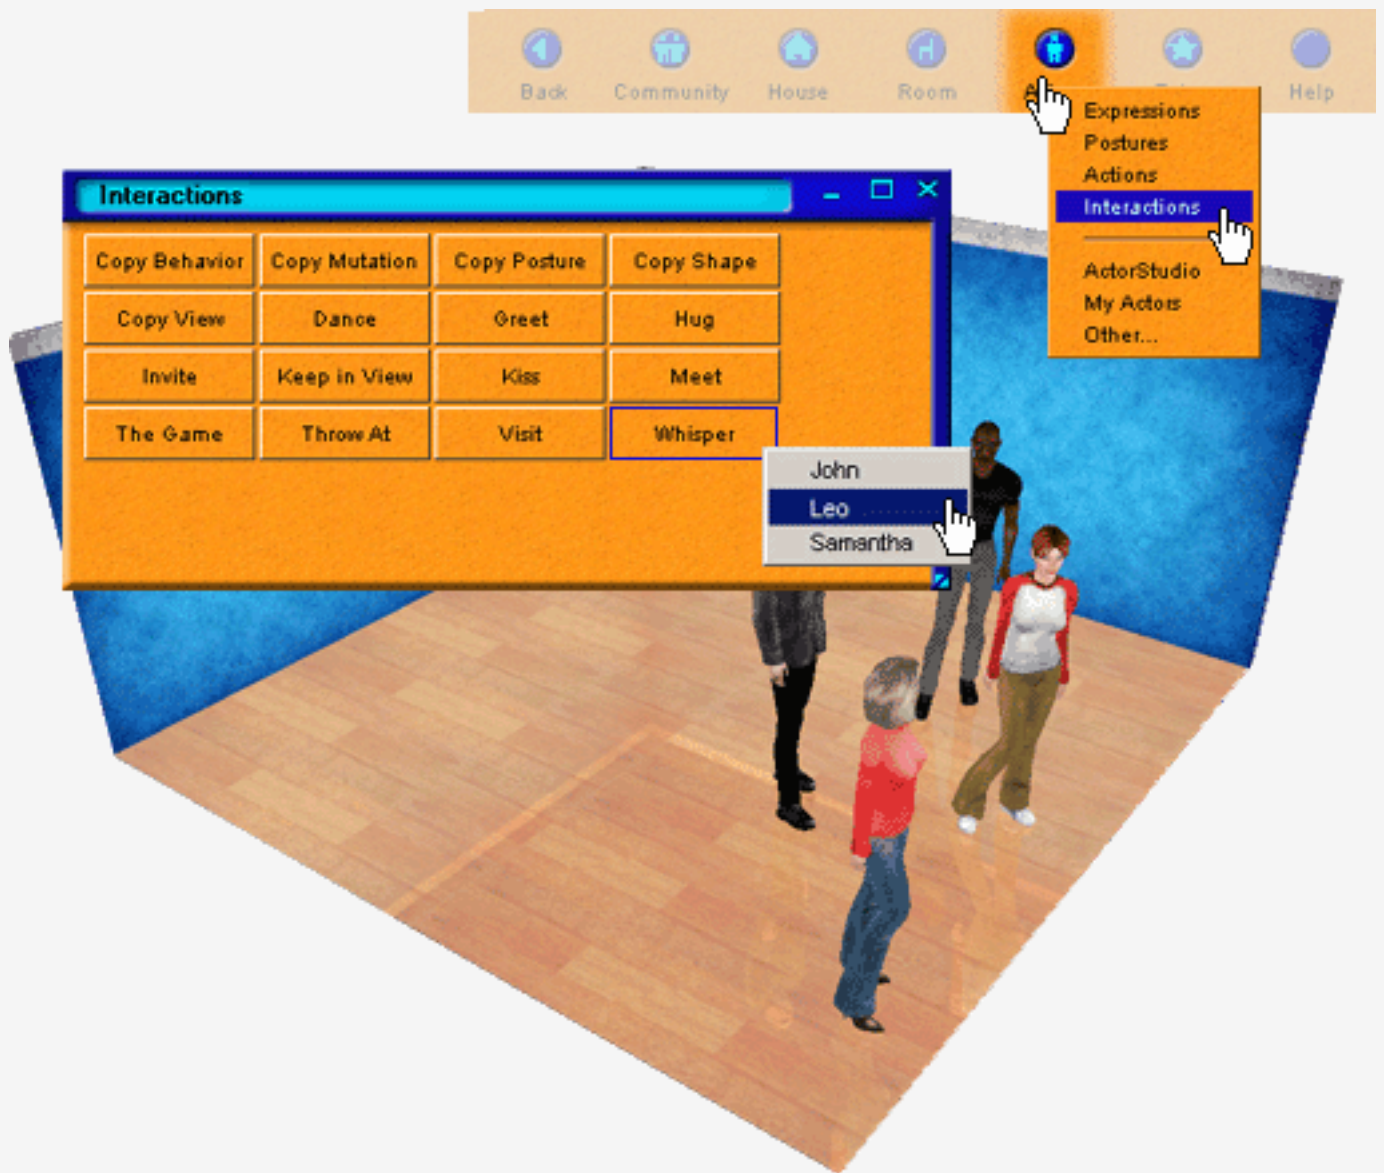 Back Community House Room Help
Expressions
Postures
Actions
Interactions
ActorStudio
My Actors
Other...
Interactions
Copy Behavior Copy Mutation Copy Posture Copy Shape
Copy View Dance Greet Hug
Invite Keep in View Kiss Meet
The Game Throw At Visit Whisper
John
Leo
Samantha